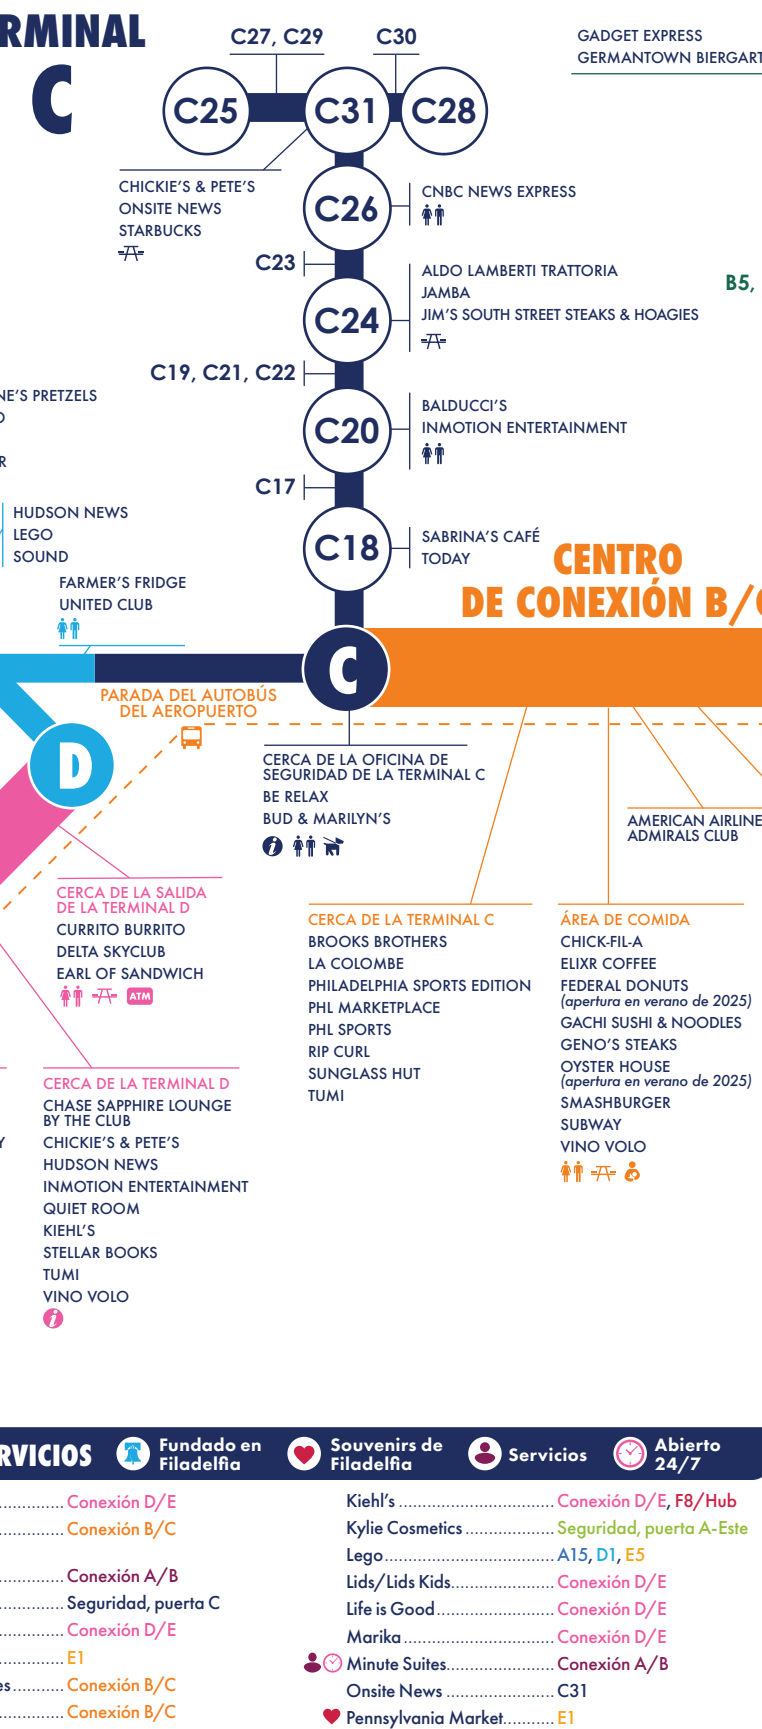 RMINAL
C
C27, C29
C30
GADGET EXPRESS
GERMANTOWN BIERGART
C25
C31
C28
CHICKIE'S & PETE'S
ONSITE NEWS
STARBUCKS
C26
CNBC NEWS EXPRESS
C23
C24
ALDO LAMBERTI TRATTORIA
JAMBA
JIM'S SOUTH STREET STEAKS & HOAGIES
B5,
C19, C21, C22
C20
BALDUCCI'S
INMOTION ENTERTAINMENT
NE'S PRETZELS
O
R
C17
HUDSON NEWS
LEGO
SOUND
C18
SABRINA'S CAFÉ
TODAY
CENTRO
DE CONEXIÓN B/C
FARMER'S FRIDGE
UNITED CLUB
C
PARADA DEL AUTOBÚS
DEL AEROPUERTO
D
CERCA DE LA OFICINA DE
SEGURIDAD DE LA TERMINAL C
BE RELAX
BUD & MARILYN'S
AMERICAN AIRLINE
ADMIRALS CLUB
CERCA DE LA SALIDA
DE LA TERMINAL D
CURRITO BURRITO
DELTA SKYCLUB
EARL OF SANDWICH
ATM
CERCA DE LA TERMINAL C
BROOKS BROTHERS
LA COLOMBE
PHILADELPHIA SPORTS EDITION
PHL MARKETPLACE
PHL SPORTS
RIP CURL
SUNGLASS HUT
TUMI
ÁREA DE COMIDA
CHICK-FIL-A
ELIXR COFFEE
FEDERAL DONUTS
(apertura en verano de 2025)
GACHI SUSHI & NOODLES
GENO'S STEAKS
OYSTER HOUSE
(apertura en verano de 2025)
SMASHBURGER
SUBWAY
VINO VOLO
CERCA DE LA TERMINAL D
CHASE SAPPHIRE LOUNGE
BY THE CLUB
Y
CHICKIE'S & PETE'S
HUDSON NEWS
INMOTION ENTERTAINMENT
QUIET ROOM
KIEHL'S
STELLAR BOOKS
TUMI
VINO VOLO
RVICIOS
Fundado en
Filadelfia
Souvenirs de
Filadelfia
Servicios
Abierto
24/7
.............. Conexión D/E
.............. Conexión B/C
.............. Conexión A/B
.............. Seguridad, puerta C
.............. Conexión D/E
.............. E1
es........... Conexión B/C
.............. Conexión B/C
Kiehl's ................................. Conexión D/E, F8/Hub
Kylie Cosmetics ................... Seguridad, puerta A-Este
Lego.................................... A15, D1, E5
Lids/Lids Kids...................... Conexión D/E
Life is Good......................... Conexión D/E
Marika ................................ Conexión D/E
Minute Suites....................... Conexión A/B
Onsite News ....................... C31
Pennsylvania Market........... E1